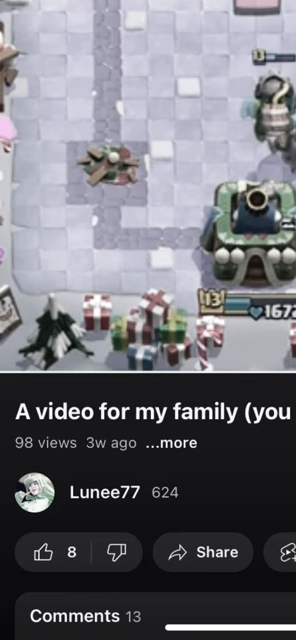 13
13
1672
A video for my family (you
98 views 3w ago ...more
Lunee77 624
8 Share
Comments 13